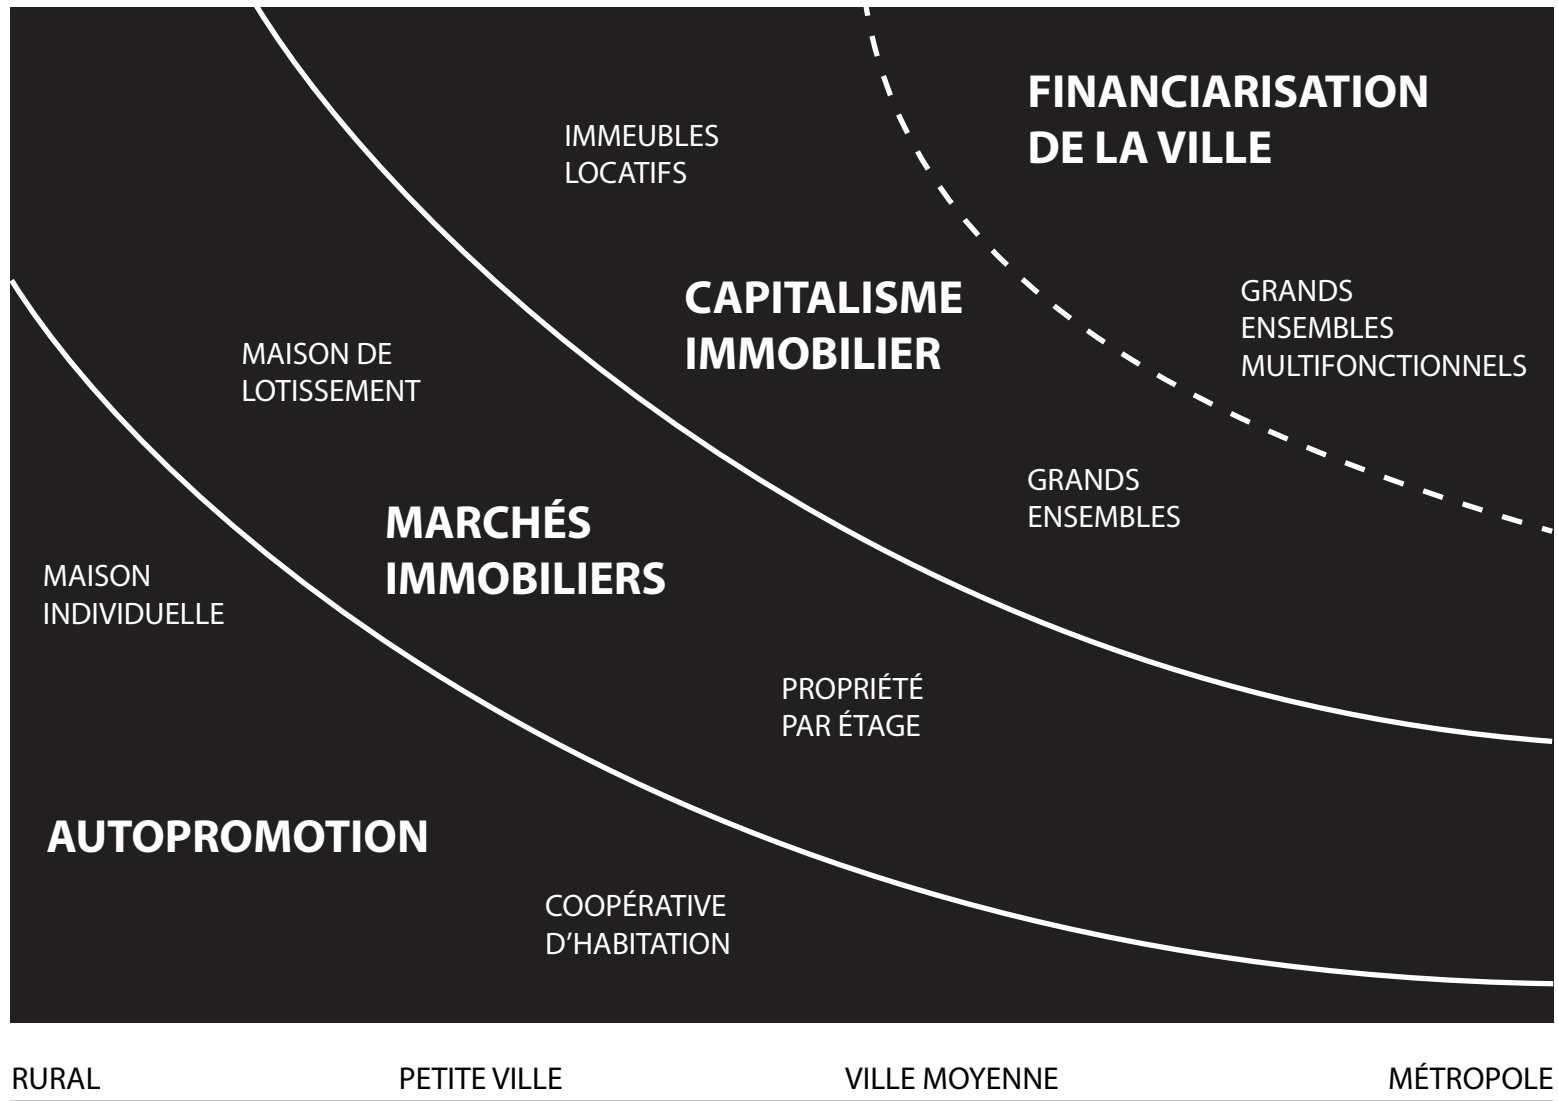 FINANCIARISATION
DE LA VILLE
IMMEUBLES
LOCATIFS
CAPITALISME
IMMOBILIER
GRANDS
ENSEMBLES
MULTIFONCTIONNELS
MAISON DE
LOTISSEMENT
GRANDS
ENSEMBLES
MARCHÉS
IMMOBILIERS
MAISON
INDIVIDUELLE
PROPRIÉTÉ
PAR ÉTAGE
AUTOPROMOTION
COOPÉRATIVE
D’HABITATION
RURAL
PETITE VILLE
VILLE MOYENNE
MÉTROPOLE